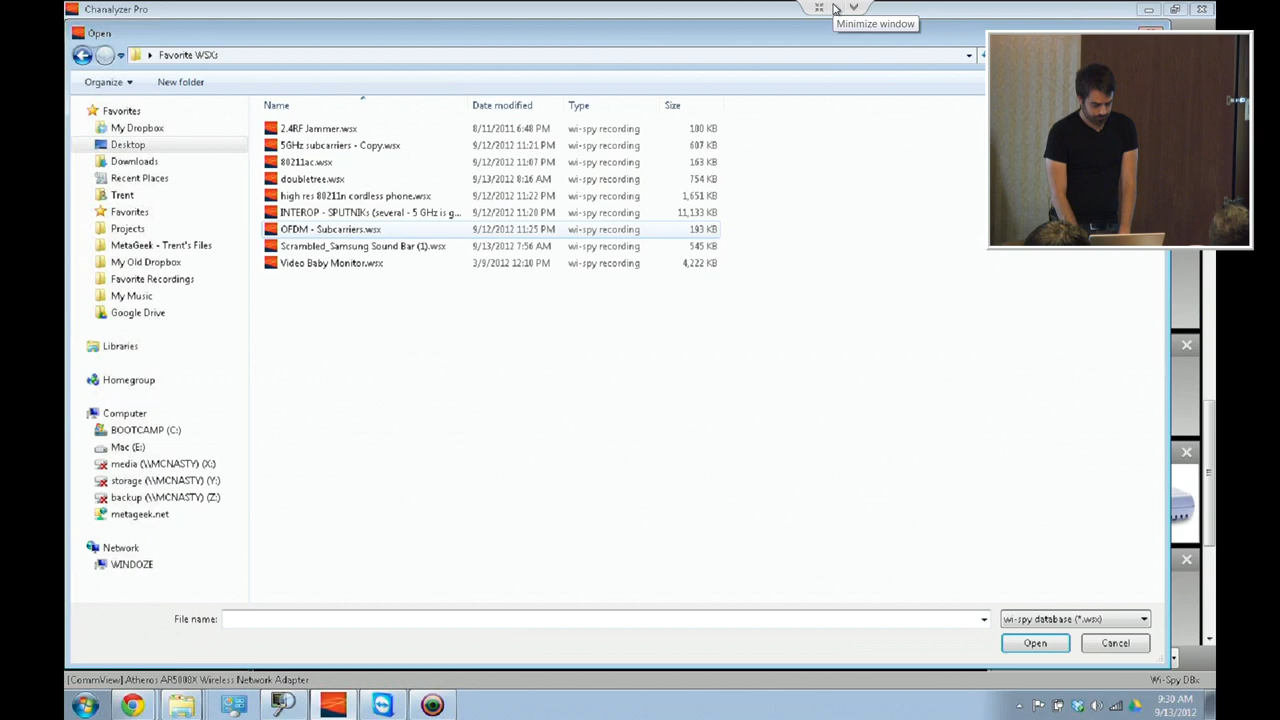 Chanalyzer Pro
Minimize window
Open
Favorite WSXs
Organize
New folder
Name
Date modified
Type
Size
Favorites
My Dropbox
Desktop
Downloads
Recent Places
Trent
Favorites
Projects
MetaGeek - Trent's Files
My Old Dropbox
Favorite Recordings
My Music
Google Drive
Libraries
Homegroup
Computer
BOOTCAMP (C:)
Mac (E:)
media (\\MCNASTY) (X:)
storage (\\MCNASTY) (Y:)
backup (\\MCNASTY) (Z:)
metageek.net
Network
WINDOZE
2.4RF Jammer.wsx 8/11/2011 6:48 PM wi-spy recording 100 KB
5GHz subcarriers - Copy.wsx 9/12/2012 11:21 PM wi-spy recording 607 KB
80211ac.wsx 9/12/2012 11:07 PM wi-spy recording 163 KB
doubletree.wsx 9/13/2012 8:16 AM wi-spy recording 754 KB
high res 80211n cordless phone.wsx 9/12/2012 11:22 PM wi-spy recording 1,651 KB
INTEROP - SPUTNIKs (several - 5 GHz is g... 9/12/2012 1:20 PM wi-spy recording 11,133 KB
OFDM - Subcarriers.wsx 9/12/2012 11:25 PM wi-spy recording 193 KB
Scrambled_Samsung Sound Bar (1).wsx 9/13/2012 7:56 AM wi-spy recording 545 KB
Video Baby Monitor.wsx 3/9/2012 12:10 PM wi-spy recording 4,222 KB
File name:
wi-spy database (*.wsx)
Open
Cancel
[CommView] Atheros AR5008X Wireless Network Adapter
Wi-Spy DBx
9:30 AM
9/13/2012